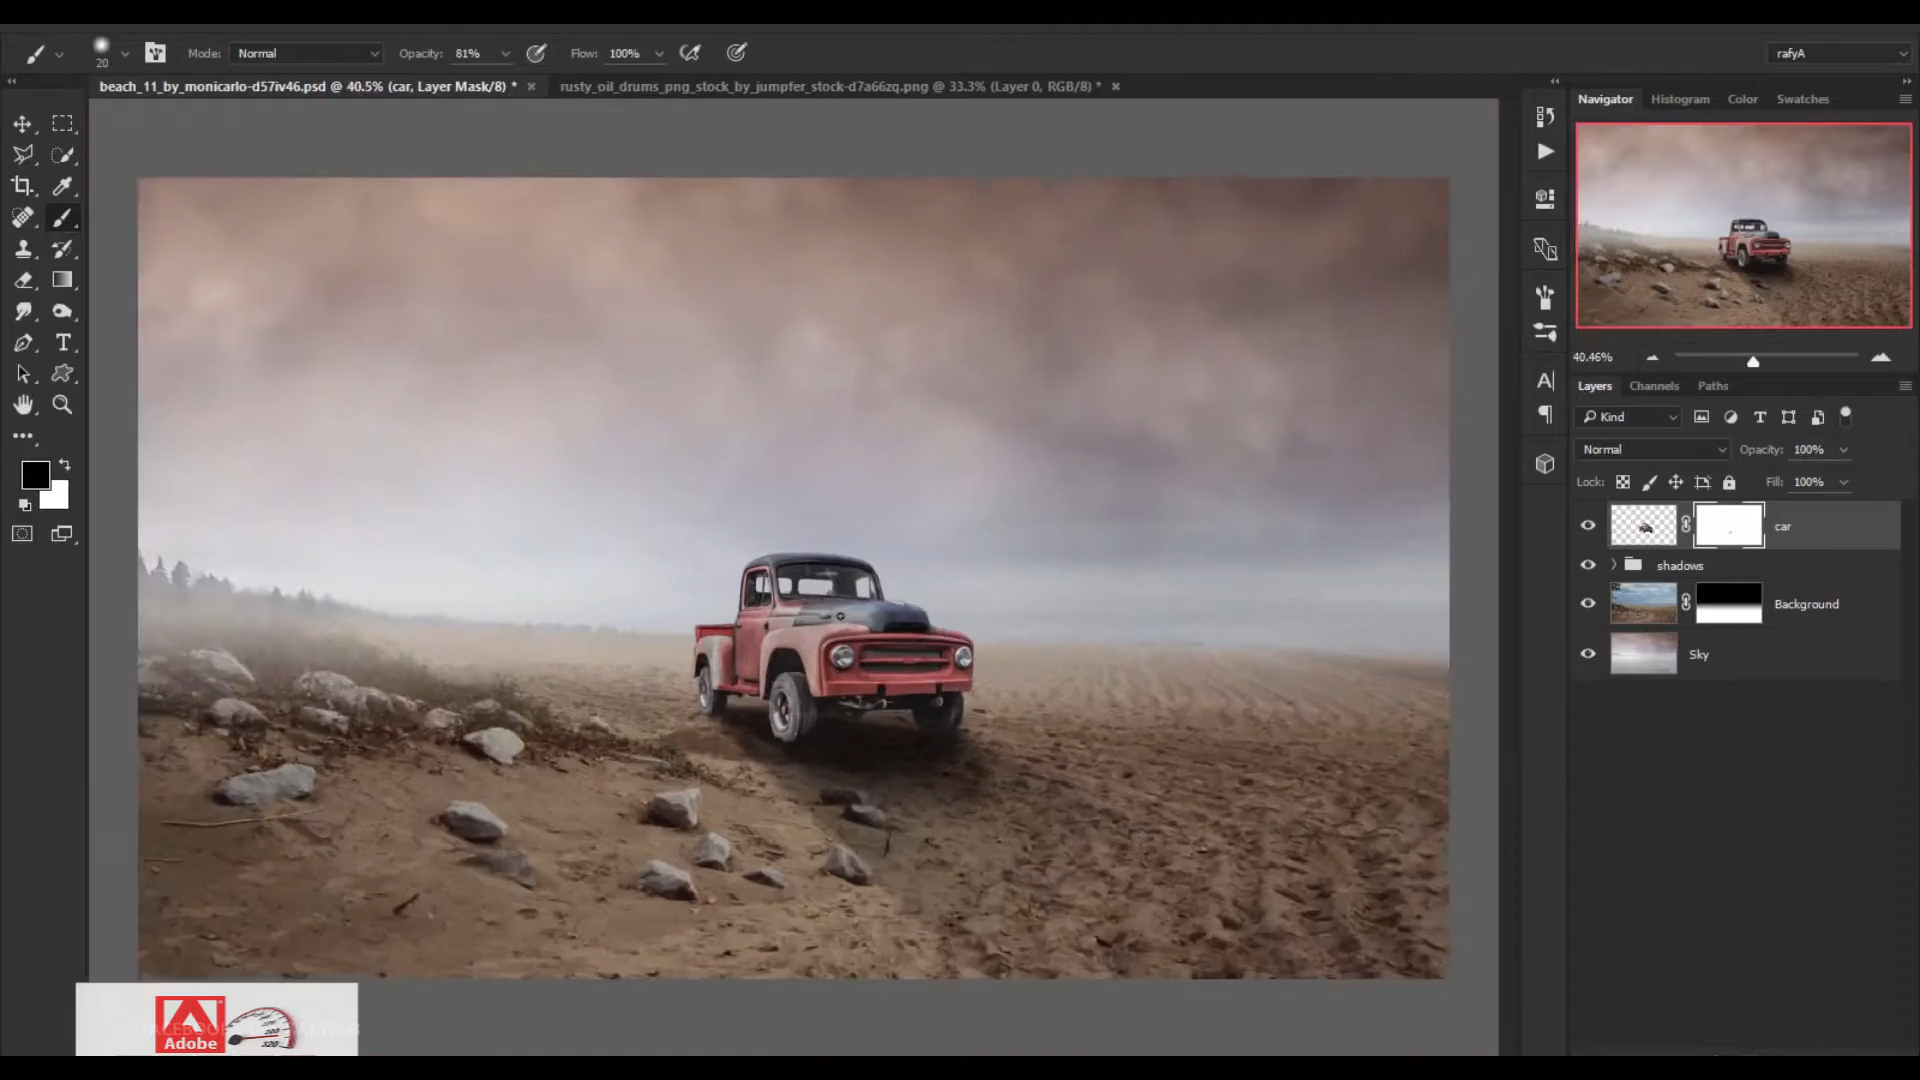 20
Mode: Normal
Opacity: 81%
Flow: 100%
rafyA
beach_11_by_monicarlo-d57iv46.psd @ 40.5% (car, Layer Mask/8) *
rusty_oil_drums_png_stock_by_jumpfer_stock-d7a66zq.png @ 33.3% (Layer 0, RGB/8) *
Navigator Histogram Color Swatches
40.46%
Layers Channels Paths
Kind
Normal Opacity: 100%
Lock: Fill: 100%
car
shadows
Background
Sky
Adobe
320